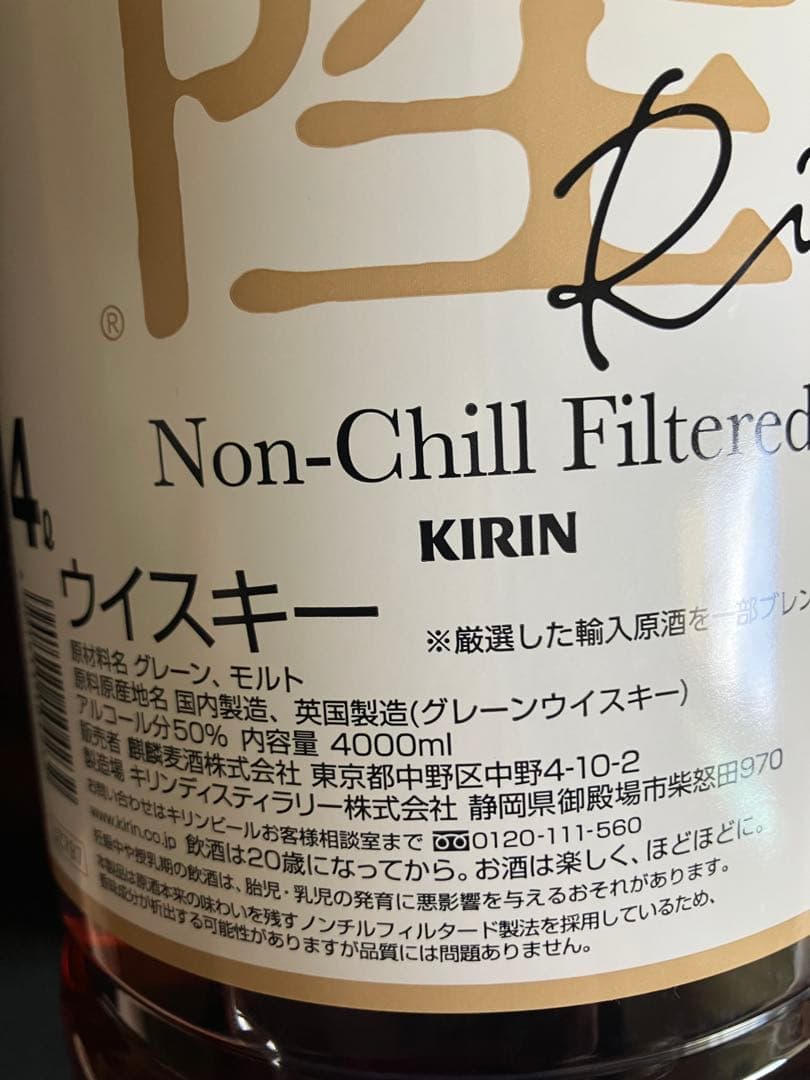 陸
Ri
®
Non-Chill Filtered
KIRIN
4ℓ
ウイスキー
※厳選した輸入原酒を一部ブレン
原材料名 グレーン、モルト
原料原産地名 国内製造、英国製造(グレーンウイスキー)
アルコール分50% 内容量 4000ml
販売者 麒麟麦酒株式会社 東京都中野区中野4-10-2
製造場 キリンディスティラリー株式会社 静岡県御殿場市柴怒田970
お問い合わせはキリンビールお客様相談室まで 0120-111-560
www.kirin.co.jp 飲酒は20歳になってから。お酒は楽しく、ほどほどに。
妊娠中や授乳期の飲酒は、胎児・乳児の発育に悪影響を与えるおそれがあります。
本製品は原酒本来の味わいを残すノンチルフィルタード製法を採用しているため、
香味成分が析出する可能性がありますが品質には問題ありません。